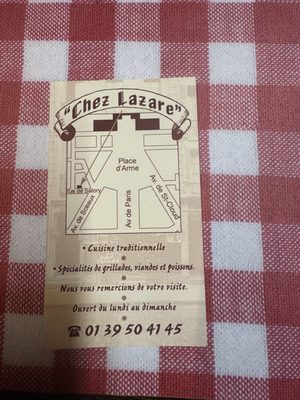 "Chez Lazare"
Place
d'Arme
rue de Satory
Av. de Sceaux
Av de Paris
Av. de St-Cloud
• Cuisine traditionnelle
• Spécialités de grillades, viandes et poissons.
Nous vous remercions de votre visite.
Ouvert du lundi au dimanche
☎ 01 39 50 41 45